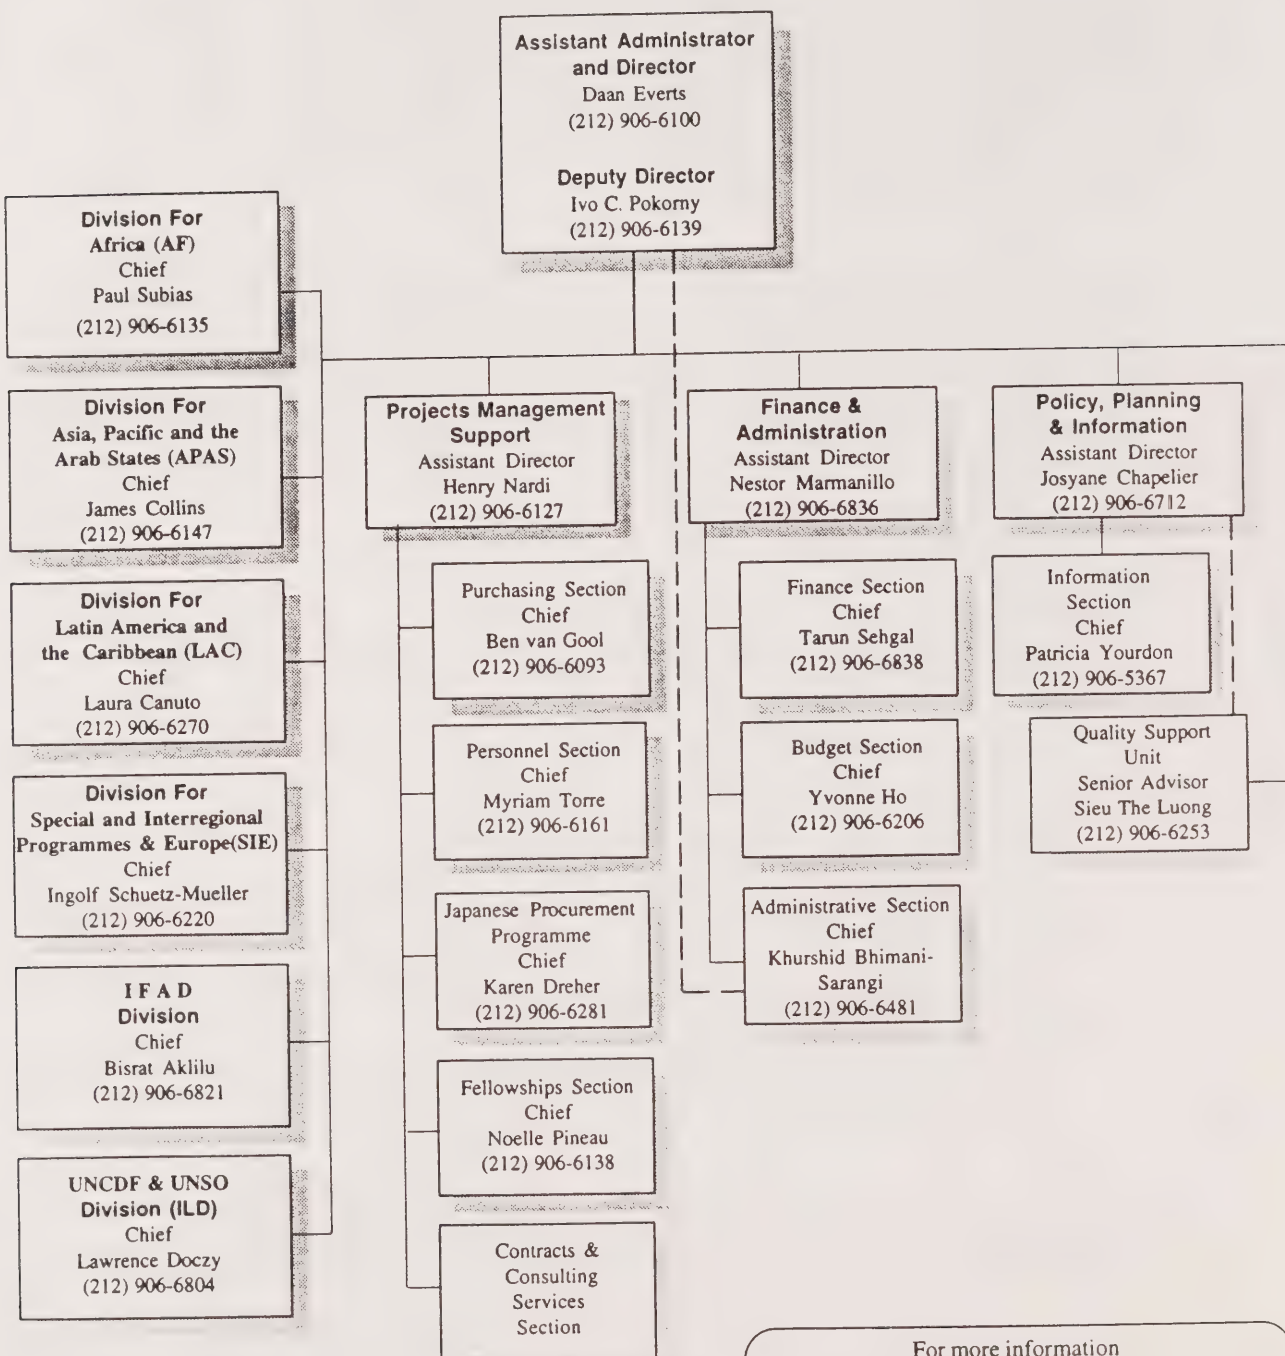 Assistant Administrator
and Director
Daan Everts
(212) 906-6100
Deputy Director
Ivo C. Pokorny
(212) 906-6139
Division For
Africa (AF)
Chief
Paul Subias
(212) 906-6135
Division For
Asia, Pacific and the
Arab States (APAS)
Chief
James Collins
(212) 906-6147
Division For
Latin America and
the Caribbean (LAC)
Chief
Laura Canuto
(212) 906-6270
Division For
Special and Interregional
Programmes & Europe(SIE)
Chief
Ingolf Schuetz-Mueller
(212) 906-6220
I F A D
Division
Chief
Bisrat Aklilu
(212) 906-6821
UNCDF & UNSO
Division (ILD)
Chief
Lawrence Doczy
(212) 906-6804
Projects Management
Support
Assistant Director
Henry Nardi
(212) 906-6127
Purchasing Section
Chief
Ben van Gool
(212) 906-6093
Personnel Section
Chief
Myriam Torre
(212) 906-6161
Japanese Procurement
Programme
Chief
Karen Dreher
(212) 906-6281
Fellowships Section
Chief
Noelle Pineau
(212) 906-6138
Contracts &
Consulting
Services
Section
Finance &
Administration
Assistant Director
Nestor Marmanillo
(212) 906-6836
Finance Section
Chief
Tarun Sehgal
(212) 906-6838
Budget Section
Chief
Yvonne Ho
(212) 906-6206
Administrative Section
Chief
Khurshid Bhimani-
Sarangi
(212) 906-6481
Policy, Planning
& Information
Assistant Director
Josyane Chapelier
(212) 906-6712
Information
Section
Chief
Patricia Yourdon
(212) 906-5367
Quality Support
Unit
Senior Advisor
Sieu The Luong
(212) 906-6253
For more information